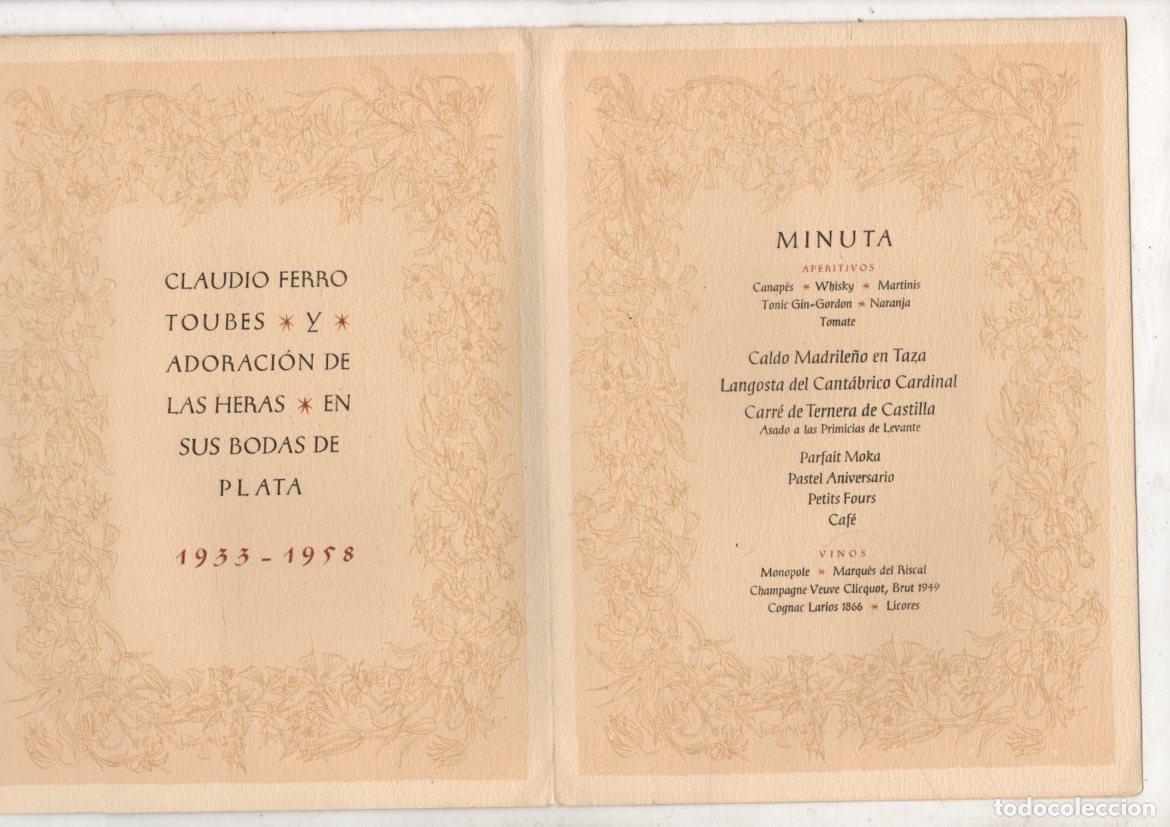 CLAUDIO FERRO
TOUBES * Y *
ADORACIÓN DE
LAS HERAS * EN
SUS BODAS DE
PLATA
1933 - 1958
MINUTA
APERITIVOS
Canapés * Whisky * Martinis
Tonic Gin-Gordon * Naranja
Tomate
Caldo Madrileño en Taza
Langosta del Cantábrico Cardinal
Carré de Ternera de Castilla
Asado a las Primicias de Levante
Parfait Moka
Pastel Aniversario
Petits Fours
Café
VINOS
Monopole * Marqués del Riscal
Champagne Veuve Clicquot, Brut 1949
Cognac Larios 1866 * Licores
todocoleccion